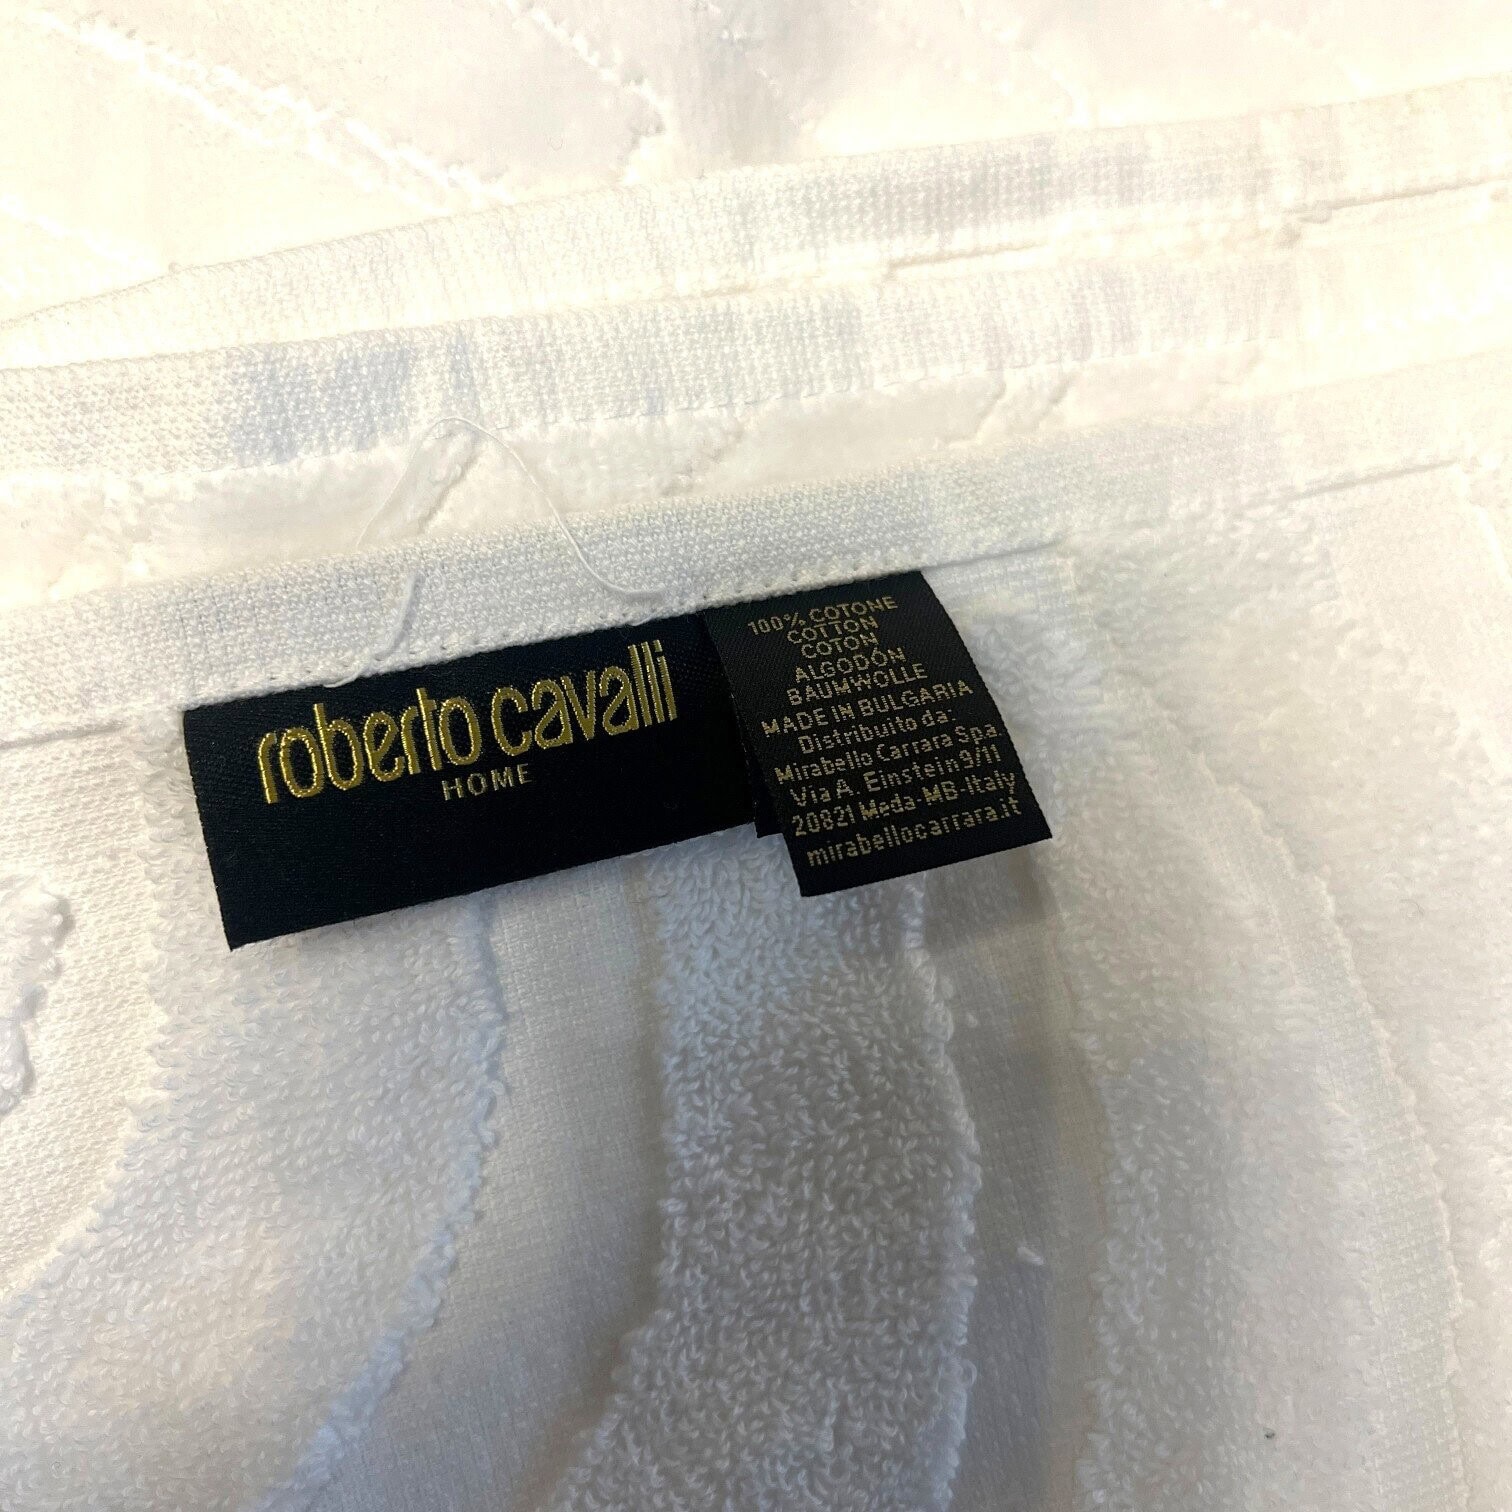 roberto cavalli
HOME
100% COTONE
COTTON
COTON
ALGODÓN
BAUMWOLLE
MADE IN BULGARIA
Distribuito da:
Mirabello Carrara Spa
Via A. Einstein 9/11
20821 Meda-MB-Italy
mirabellocarrara.it